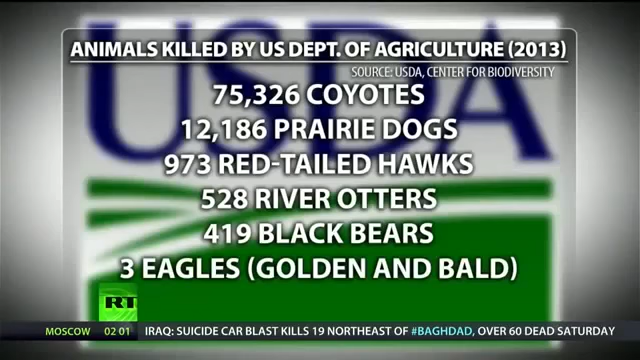 ANIMALS KILLED BY US DEPT. OF AGRICULTURE (2013)
SOURCE: USDA, CENTER FOR BIODIVERSITY
USDA
75,326 COYOTES
12,186 PRAIRIE DOGS
973 RED-TAILED HAWKS
528 RIVER OTTERS
419 BLACK BEARS
3 EAGLES (GOLDEN AND BALD)
RT
MOSCOW 02 01 IRAQ: SUICIDE CAR BLAST KILLS 19 NORTHEAST OF #BAGHDAD, OVER 60 DEAD SATURDAY